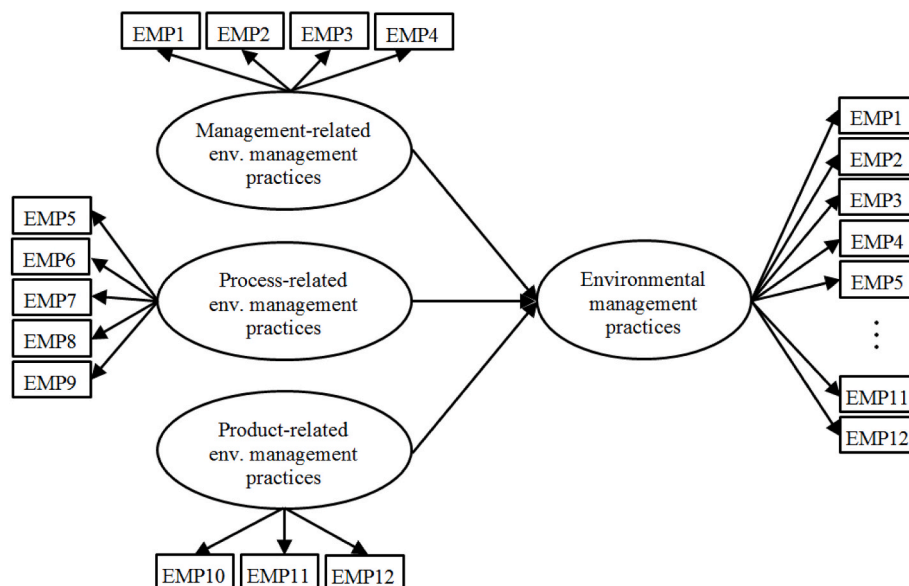 EMP1 EMP2 EMP3 EMP4
Management-related
env. management
practices
EMP5
EMP6
EMP7
EMP8
EMP9
Process-related
env. management
practices
Product-related
env. management
practices
EMP10 EMP11 EMP12
Environmental
management
practices
EMP1
EMP2
EMP3
EMP4
EMP5
⋮
EMP11
EMP12